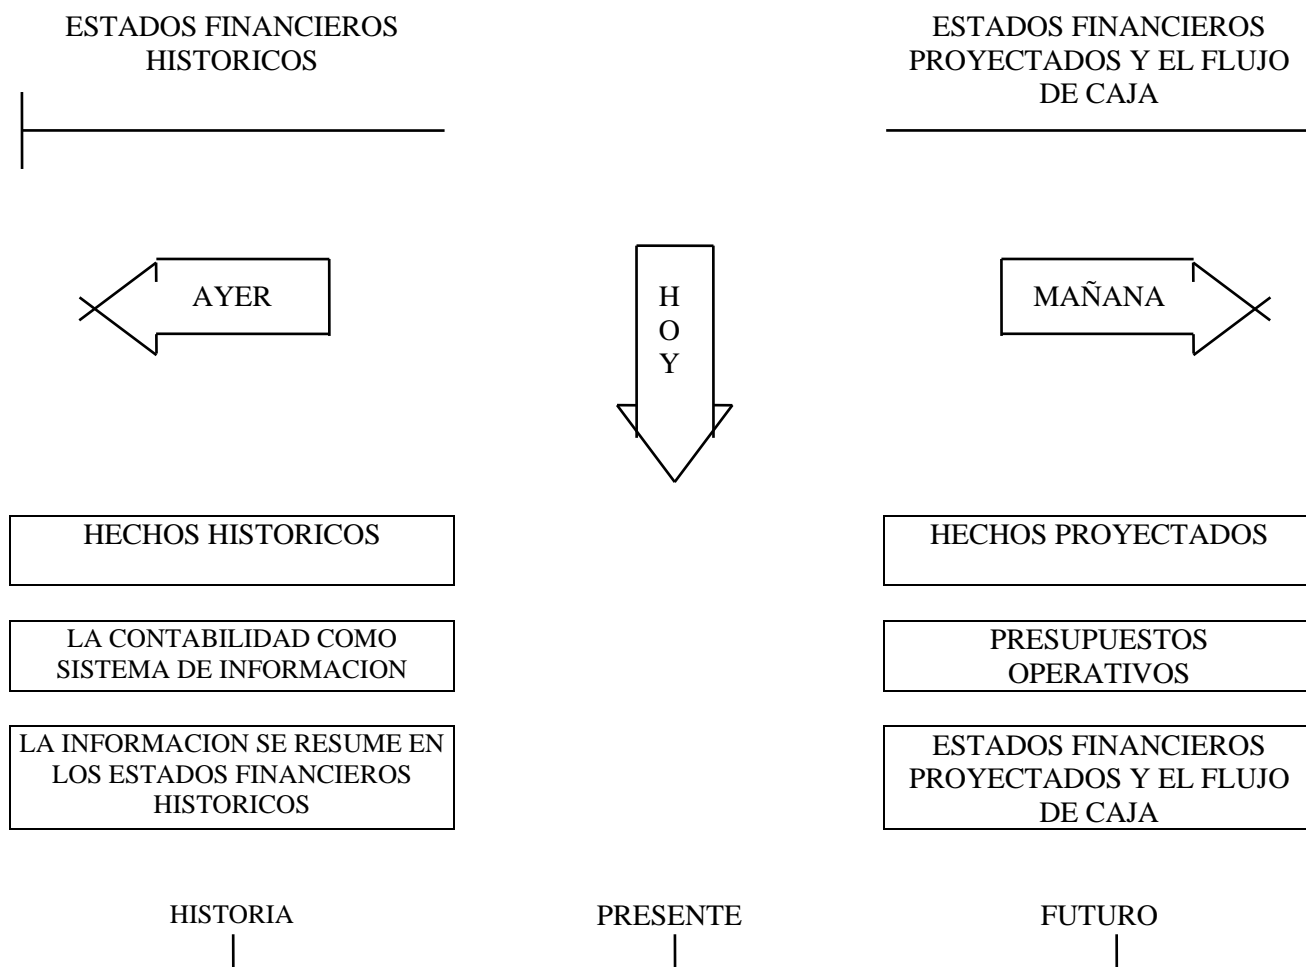 ESTADOS FINANCIEROS
HISTORICOS
ESTADOS FINANCIEROS
PROYECTADOS Y EL FLUJO
DE CAJA
AYER
H
O
Y
MAÑANA
HECHOS HISTORICOS
HECHOS PROYECTADOS
LA CONTABILIDAD COMO
SISTEMA DE INFORMACION
PRESUPUESTOS
OPERATIVOS
LA INFORMACION SE RESUME EN
LOS ESTADOS FINANCIEROS
HISTORICOS
ESTADOS FINANCIEROS
PROYECTADOS Y EL FLUJO
DE CAJA
HISTORIA
PRESENTE
FUTURO